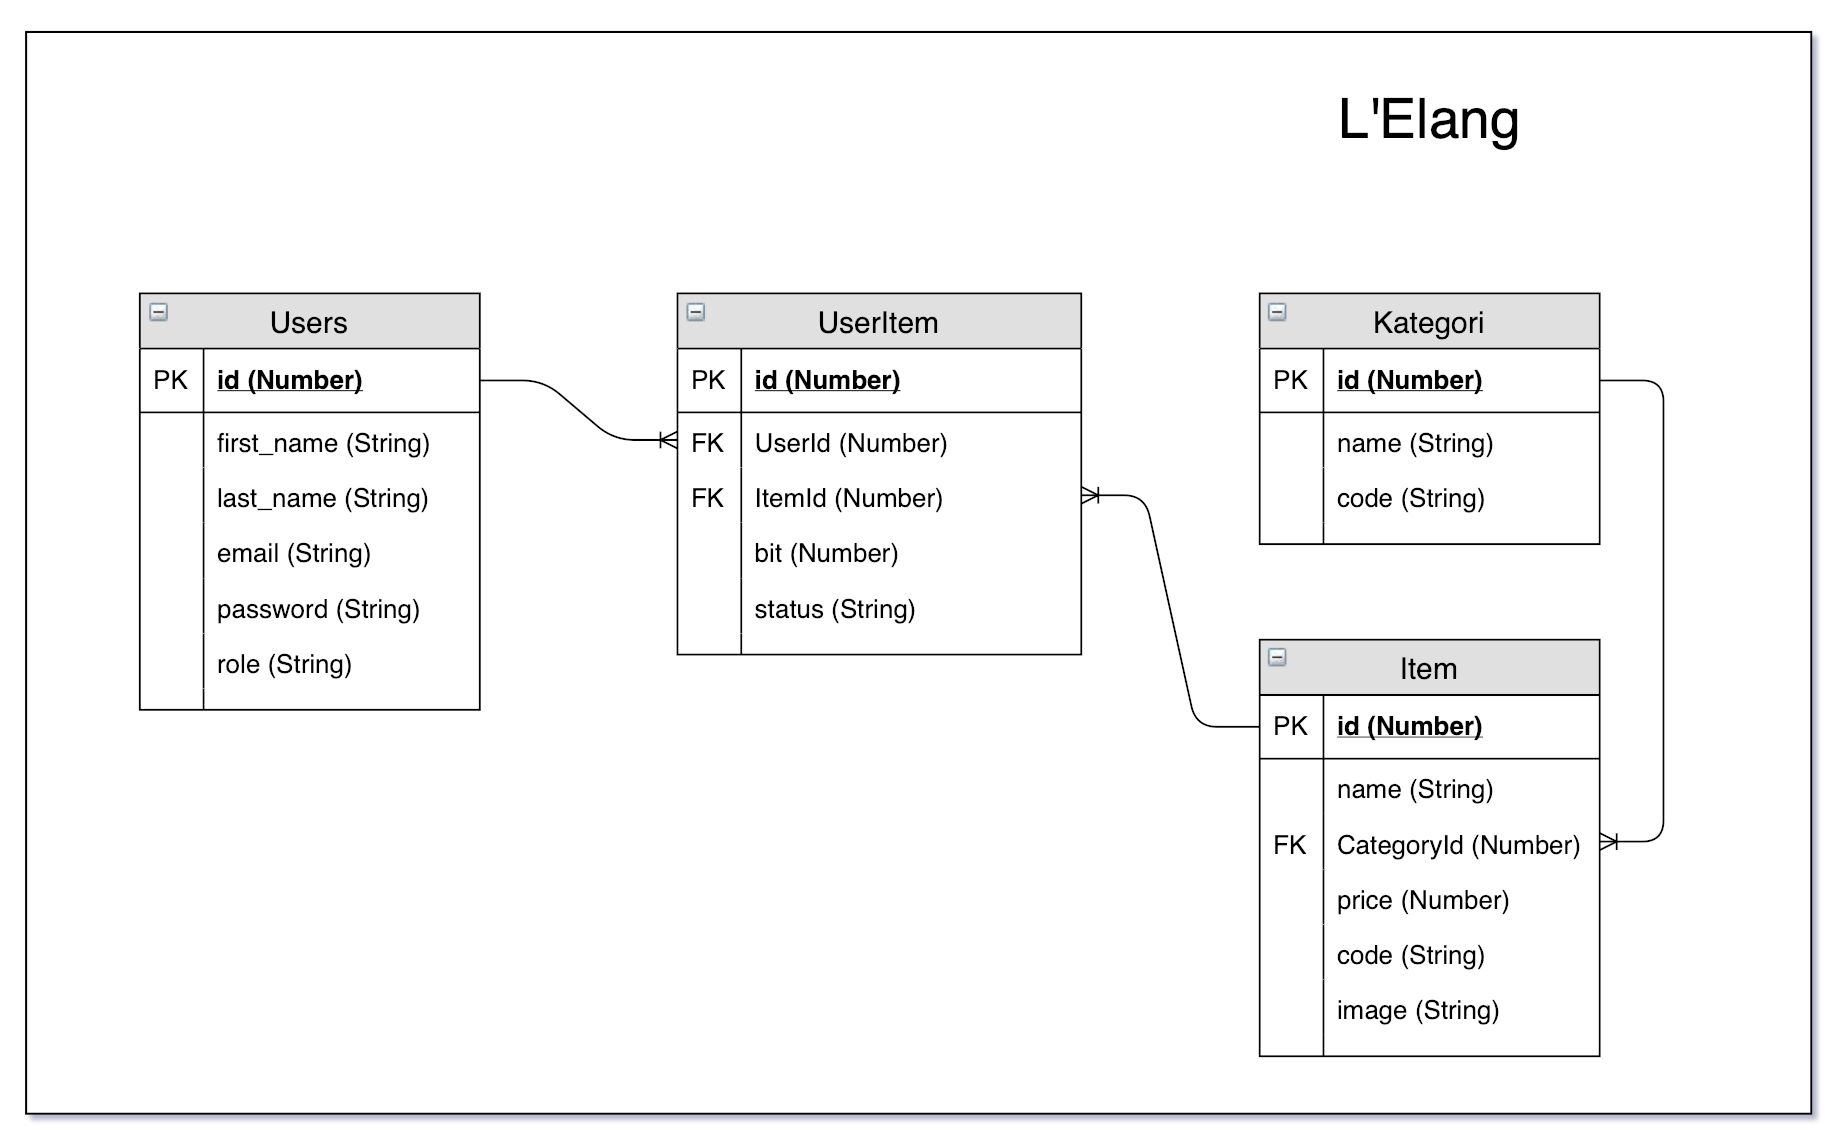 L'Elang
Users
PK id (Number)
first_name (String)
last_name (String)
email (String)
password (String)
role (String)
UserItem
PK id (Number)
FK UserId (Number)
FK ItemId (Number)
bit (Number)
status (String)
Kategori
PK id (Number)
name (String)
code (String)
Item
PK id (Number)
name (String)
FK CategoryId (Number)
price (Number)
code (String)
image (String)